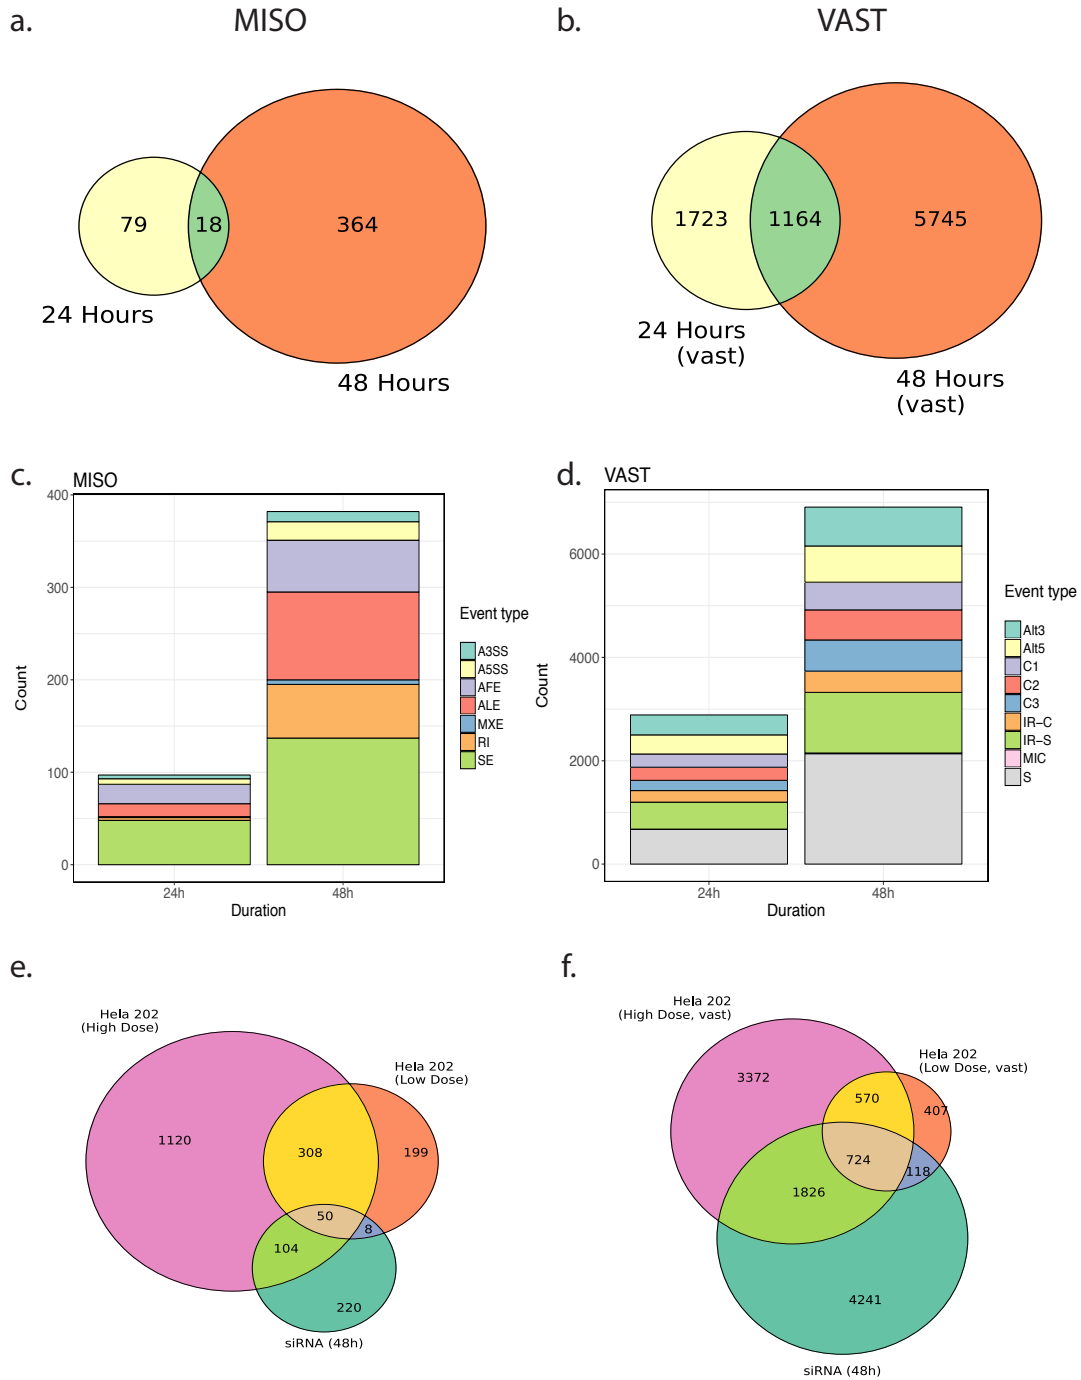 a.
MISO
79
18
364
24 Hours
48 Hours
b.
VAST
1723
1164
5745
24 Hours
(vast)
48 Hours
(vast)
c.
MISO
400
300
200
100
0
Count
24h
48h
Duration
Event type
A3SS
A5SS
AFE
ALE
MXE
RI
SE
d.
VAST
6000
4000
2000
0
Count
24h
48h
Duration
Event type
Alt3
Alt5
C1
C2
C3
IR-C
IR-S
MIC
S
e.
Hela 202
(High Dose)
Hela 202
(Low Dose)
1120
308
199
50
8
104
220
siRNA (48h)
f.
Hela 202
(High Dose, vast)
Hela 202
(Low Dose, vast)
3372
570
407
724
118
1826
4241
siRNA (48h)